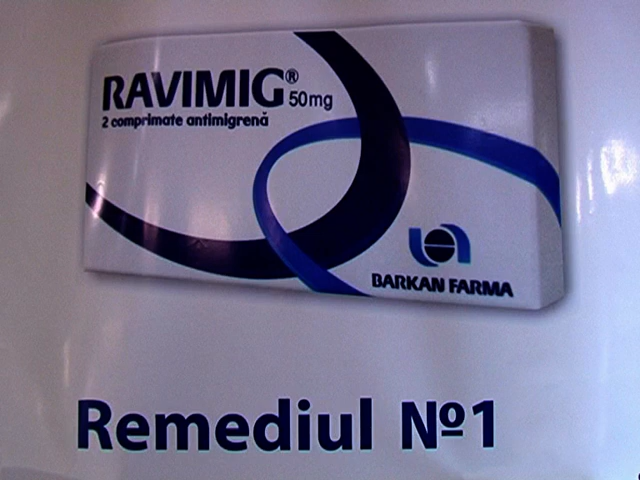 RAVIMIG® 50mg
2 comprimate antimigrenă
BARKAN FARMA
Remediul №1